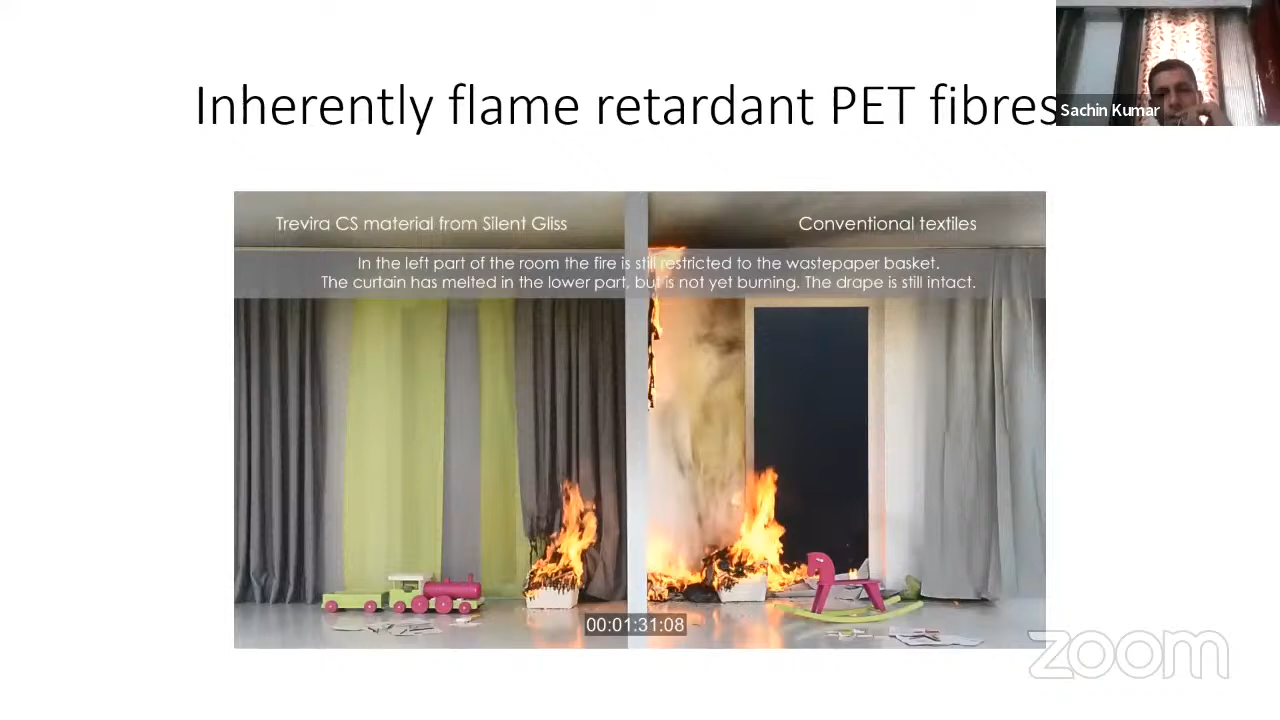 Inherently flame retardant PET fibres
Sachin Kumar
Trevira CS material from Silent Gliss
Conventional textiles
In the left part of the room the fire is still restricted to the wastepaper basket.
The curtain has melted in the lower part, but is not yet burning. The drape is still intact.
00:01:31:08
zoom